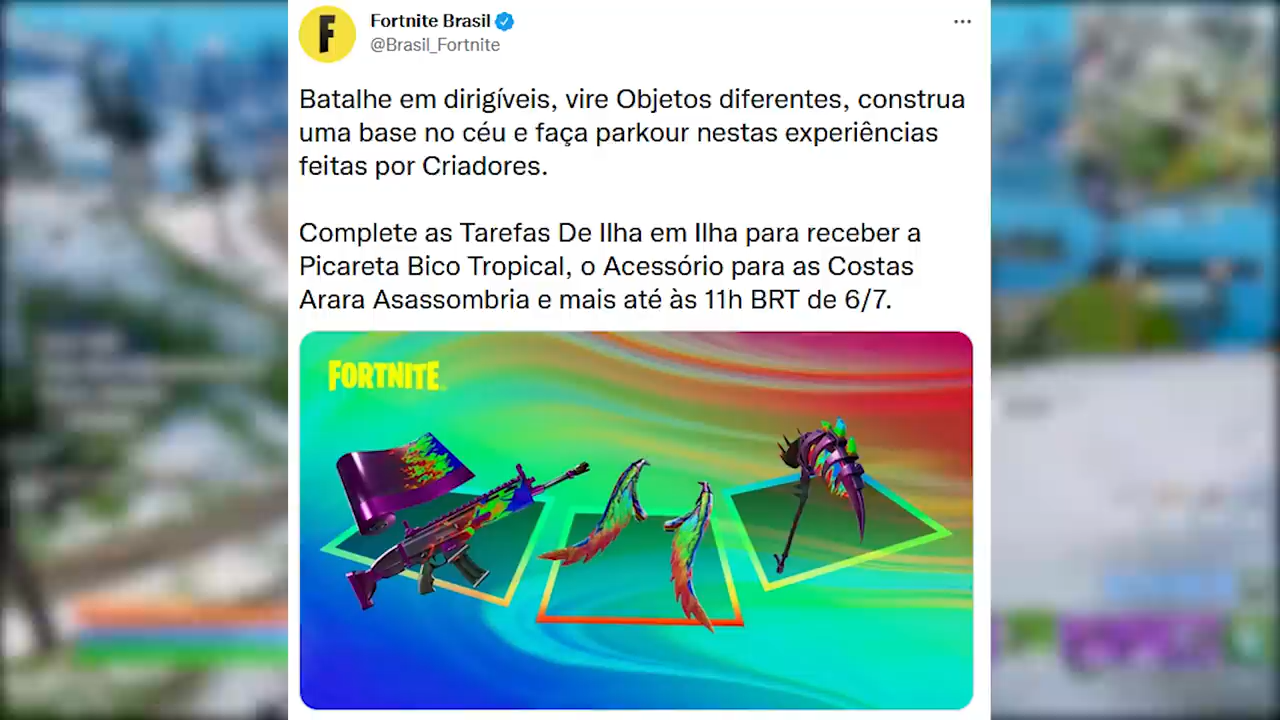 Fortnite Brasil
@Brasil_Fortnite
Batalhe em dirigíveis, vire Objetos diferentes, construa
uma base no céu e faça parkour nestas experiências
feitas por Criadores.
Complete as Tarefas De Ilha em Ilha para receber a
Picareta Bico Tropical, o Acessório para as Costas
Arara Asassombria e mais até às 11h BRT de 6/7.
FORTNITE